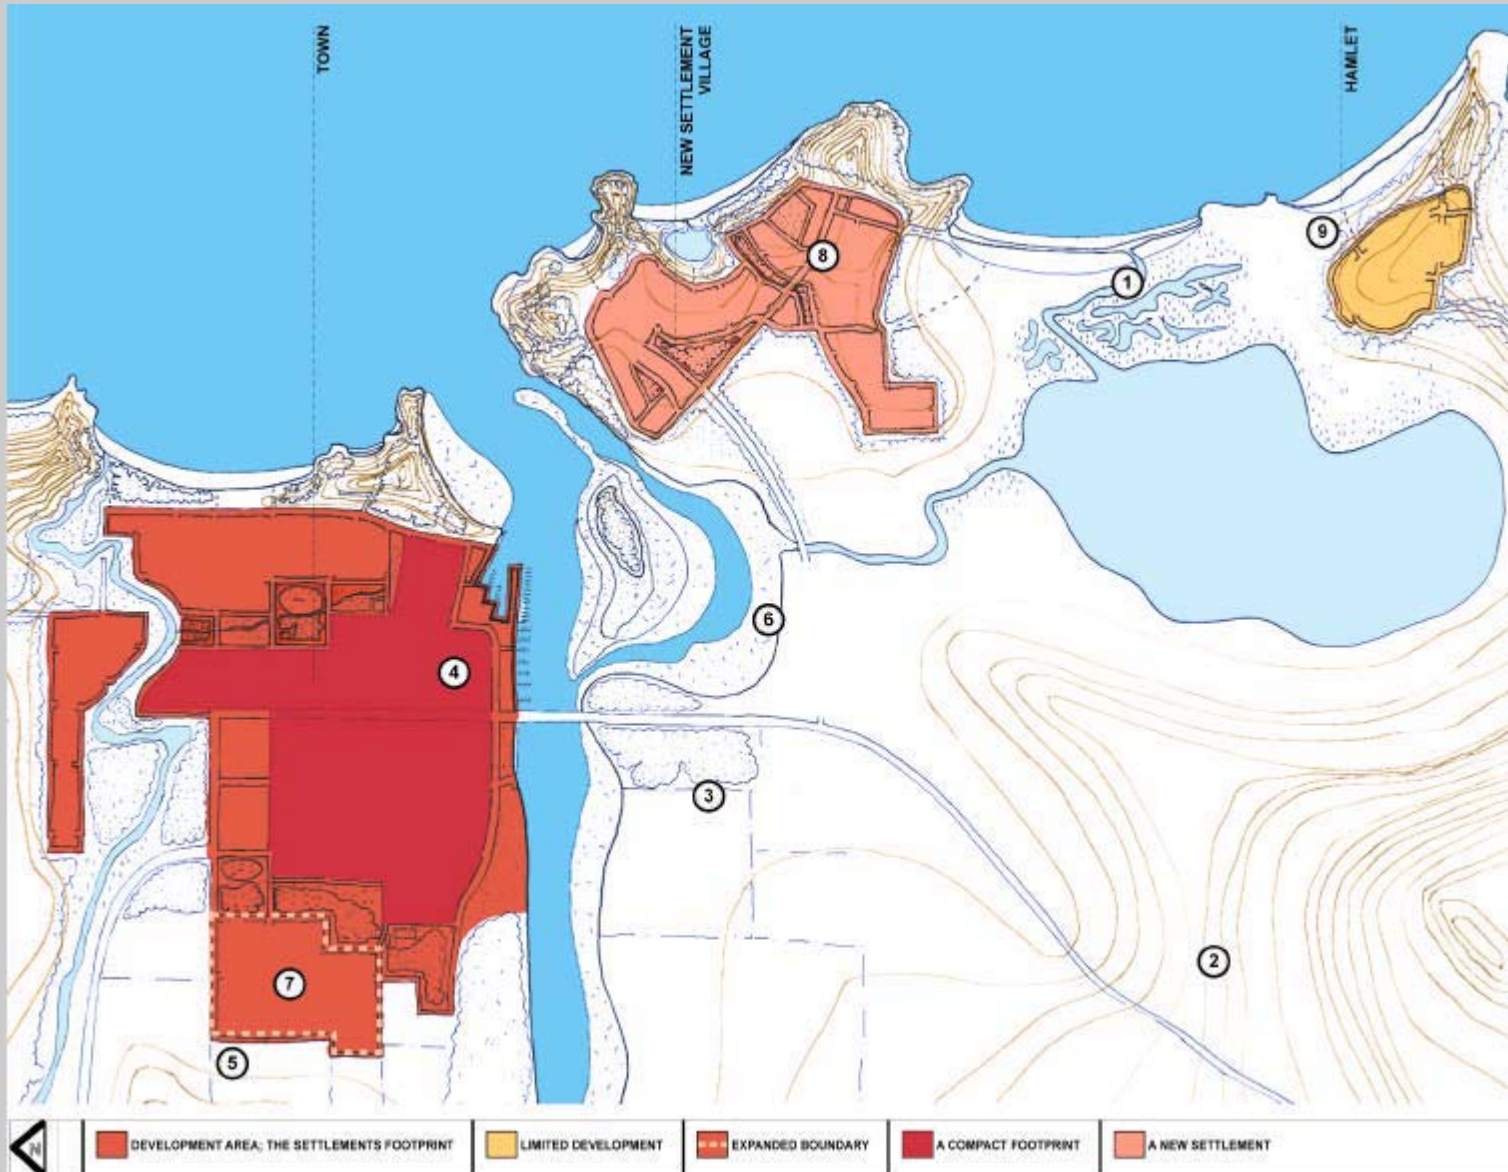 TOWN
NEW SETTLEMENT
VILLAGE
HAMLET
8
9
1
6
4
3
2
7
5
N
DEVELOPMENT AREA; THE SETTLEMENTS FOOTPRINT
LIMITED DEVELOPMENT
EXPANDED BOUNDARY
A COMPACT FOOTPRINT
A NEW SETTLEMENT